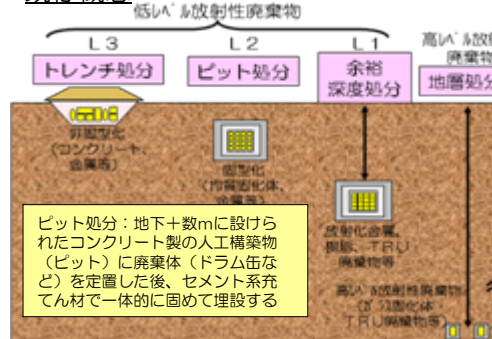 低レベル放射性廃棄物
L3
L2
L1
高レベル放射
廃棄物
トレンチ処分
ピット処分
余裕
深度処分
地層処分
非固型化
(コンクリート、
金属等)
固型化
放射化金属、
樹脂、TRU
廃棄物等
高レベル放射性廃棄物
(ガラス固化体
TRU廃棄物等)
ピット処分：地下＋数mに設けら
れたコンクリート製の人工構築物
（ピット）に廃棄体（ドラム缶な
ど）を定置した後、セメント系充
てん材で一体的に固めて埋設する